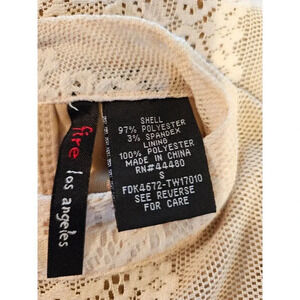 fire los angeles
SHELL
97% POLYESTER
3% SPANDEX
LINING
100% POLYESTER
MADE IN CHINA
RN#44480
S
FDK4672-TW17010
SEE REVERSE
FOR CARE